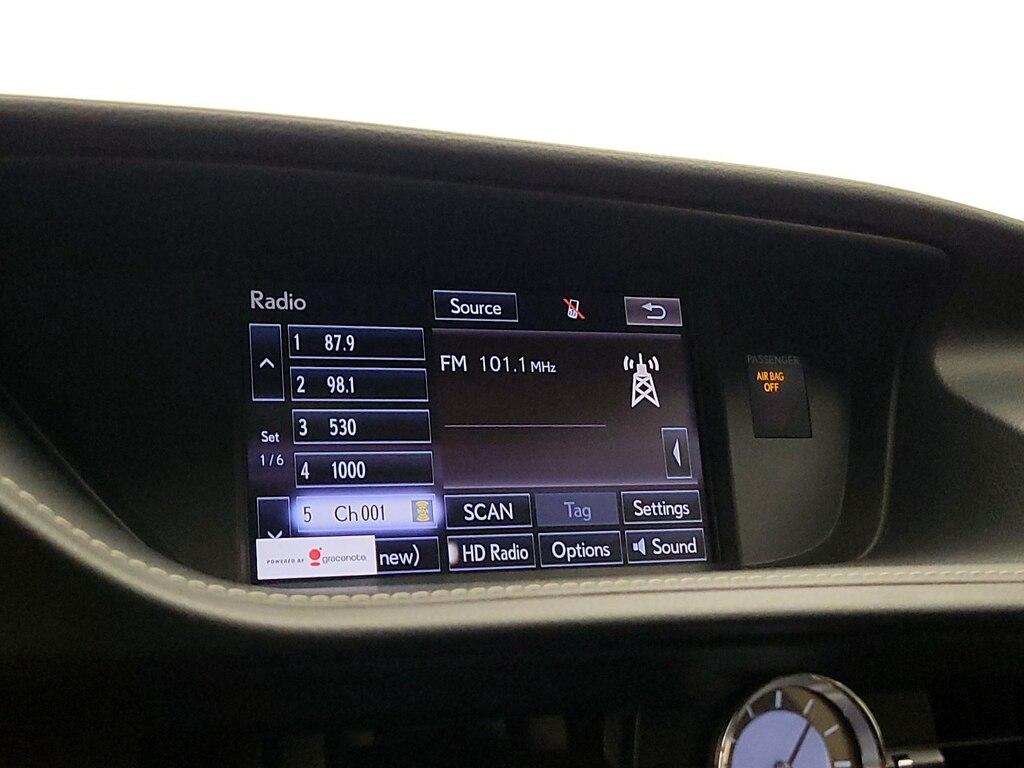 Radio
Source
1 87.9
2 98.1
3 530
4 1000
5 Ch 001
Set
1/6
FM 101.1 MHz
SCAN
Tag
Settings
POWERED BY gracenote.
new)
HD Radio
Options
Sound
PASSENGER
AIR BAG
OFF